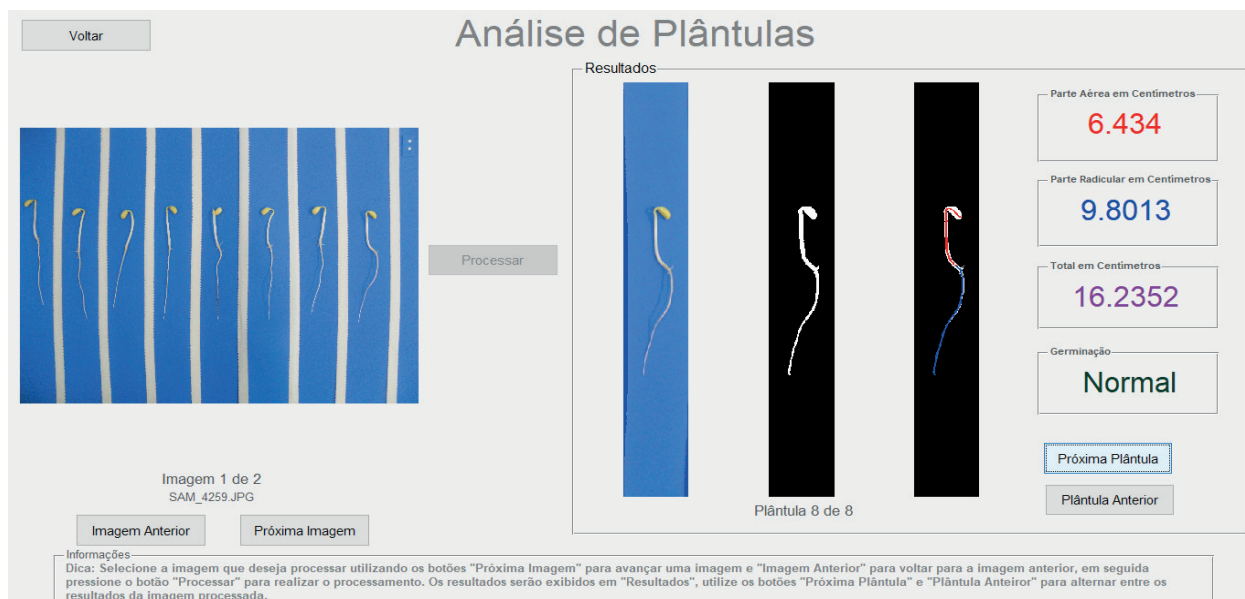 Voltar
Análise de Plântulas
Resultados
Parte Aérea em Centímetros
6.434
Parte Radicular em Centímetros
9.8013
Total em Centímetros
16.2352
Germinação
Normal
Processar
Próxima Plântula
Plântula Anterior
Plântula 8 de 8
Imagem 1 de 2
SAM_4259.JPG
Imagem Anterior
Próxima Imagem
Informações
Dica: Selecione a imagem que deseja processar utilizando os botões "Próxima Imagem" para avançar uma imagem e "Imagem Anterior" para voltar para a imagem anterior, em seguida
pressione o botão "Processar" para realizar o processamento. Os resultados serão exibidos em "Resultados", utilize os botões "Próxima Plântula" e "Plântula Anteiror" para alternar entre os
resultados da imagem processada.